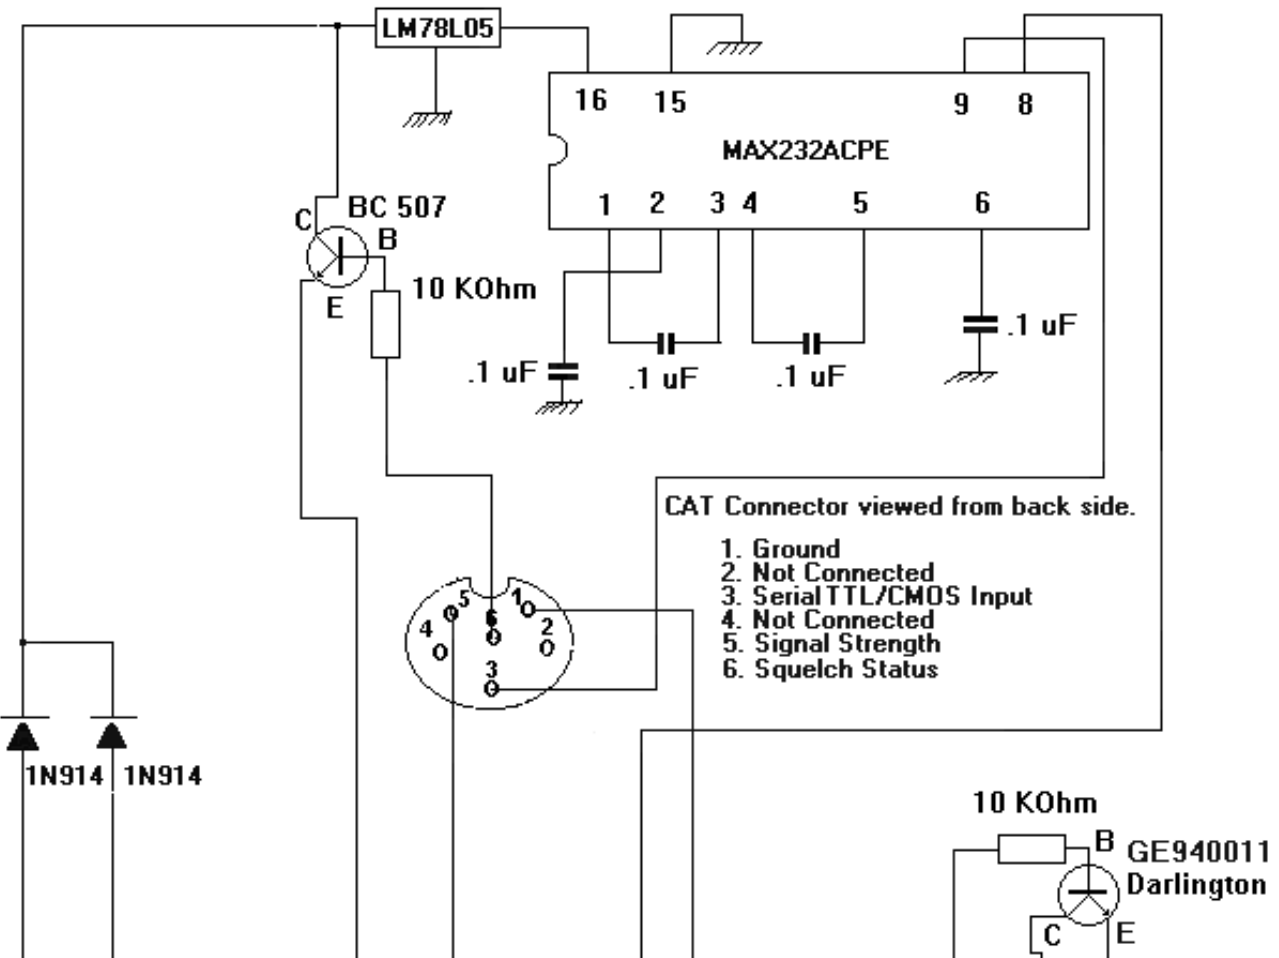 LM78L05
16 15 9 8
MAX232ACPE
1 2 3 4 5 6
C BC 507
B
E
10 KOhm
.1 uF .1 uF .1 uF .1 uF
CAT Connector viewed from back side.
1. Ground
2. Not Connected
3. Serial TTL/CMOS Input
4. Not Connected
5. Signal Strength
6. Squelch Status
5 1
4 6 2
3
1N914 1N914
10 KOhm
B GE940011
Darlington
C E